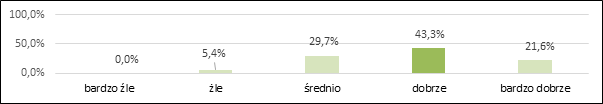 100,0%
50,0%
0,0%
0,0%
5,4%
29,7%
43,3%
21,6%
bardzo źle
źle
średnio
dobrze
bardzo dobrze